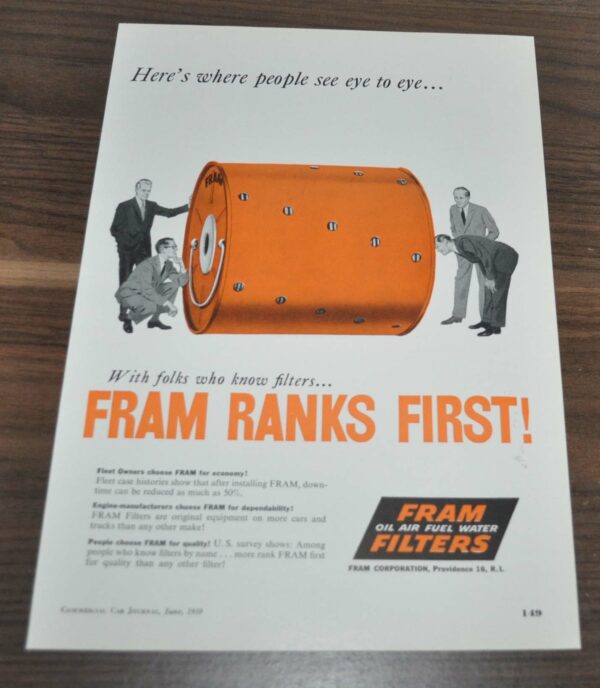 Here's where people see eye to eye...
FRAM
With folks who know filters...
FRAM RANKS FIRST!
Fleet Owners choose FRAM for economy!
Fleet case histories show that after installing FRAM, down-
time can be reduced as much as 50%.
Engine-manufacturers choose FRAM for dependability!
FRAM Filters are original equipment on more cars and
trucks than any other make!
People choose FRAM for quality! U. S. survey shows: Among
people who know filters by name . . . more rank FRAM first
for quality than any other filter!
FRAM
OIL AIR FUEL WATER
FILTERS
FRAM CORPORATION, Providence 16, R.I.
COMMERCIAL CAR JOURNAL, June, 1959
149